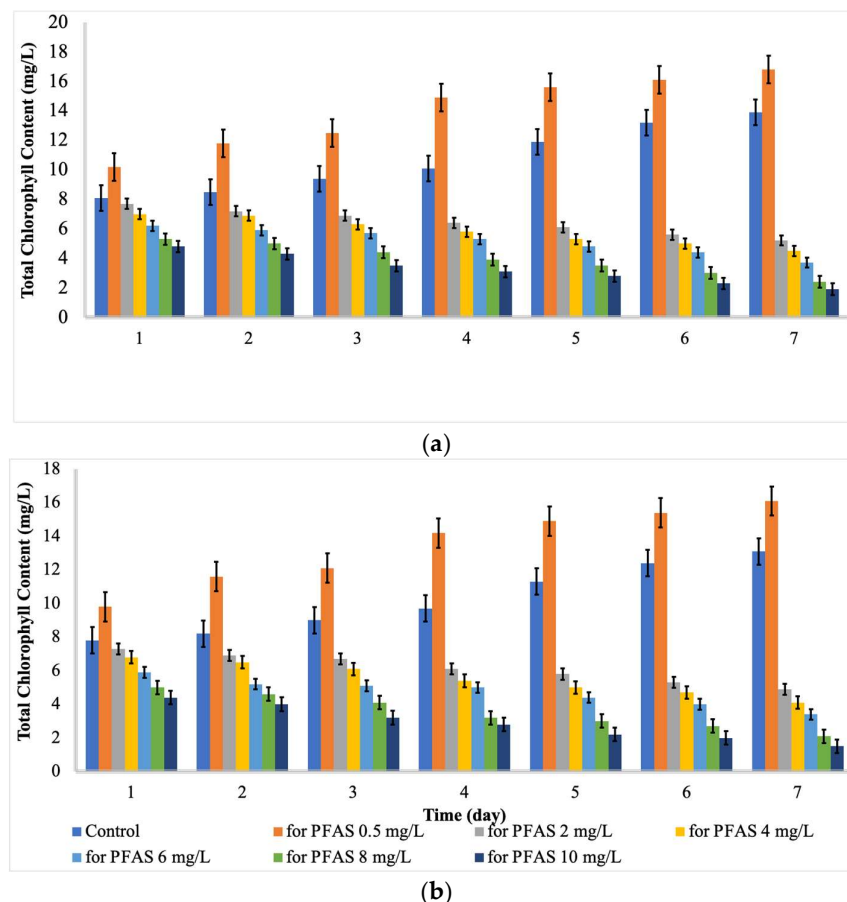 Total Chlorophyll Content (mg/L)
20
18
16
14
12
10
8
6
4
2
0
1 2 3 4 5 6 7
(a)
Total Chlorophyll Content (mg/L)
18
16
14
12
10
8
6
4
2
0
1 2 3 4 5 6 7
Time (day)
Control for PFAS 0.5 mg/L for PFAS 2 mg/L for PFAS 4 mg/L
for PFAS 6 mg/L for PFAS 8 mg/L for PFAS 10 mg/L
(b)